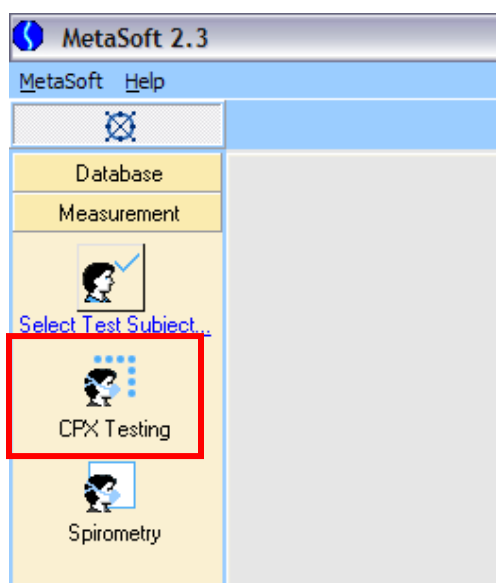 MetaSoft 2.3
MetaSoft Help
Database
Measurement
Select Test Subject...
CPX Testing
Spirometry